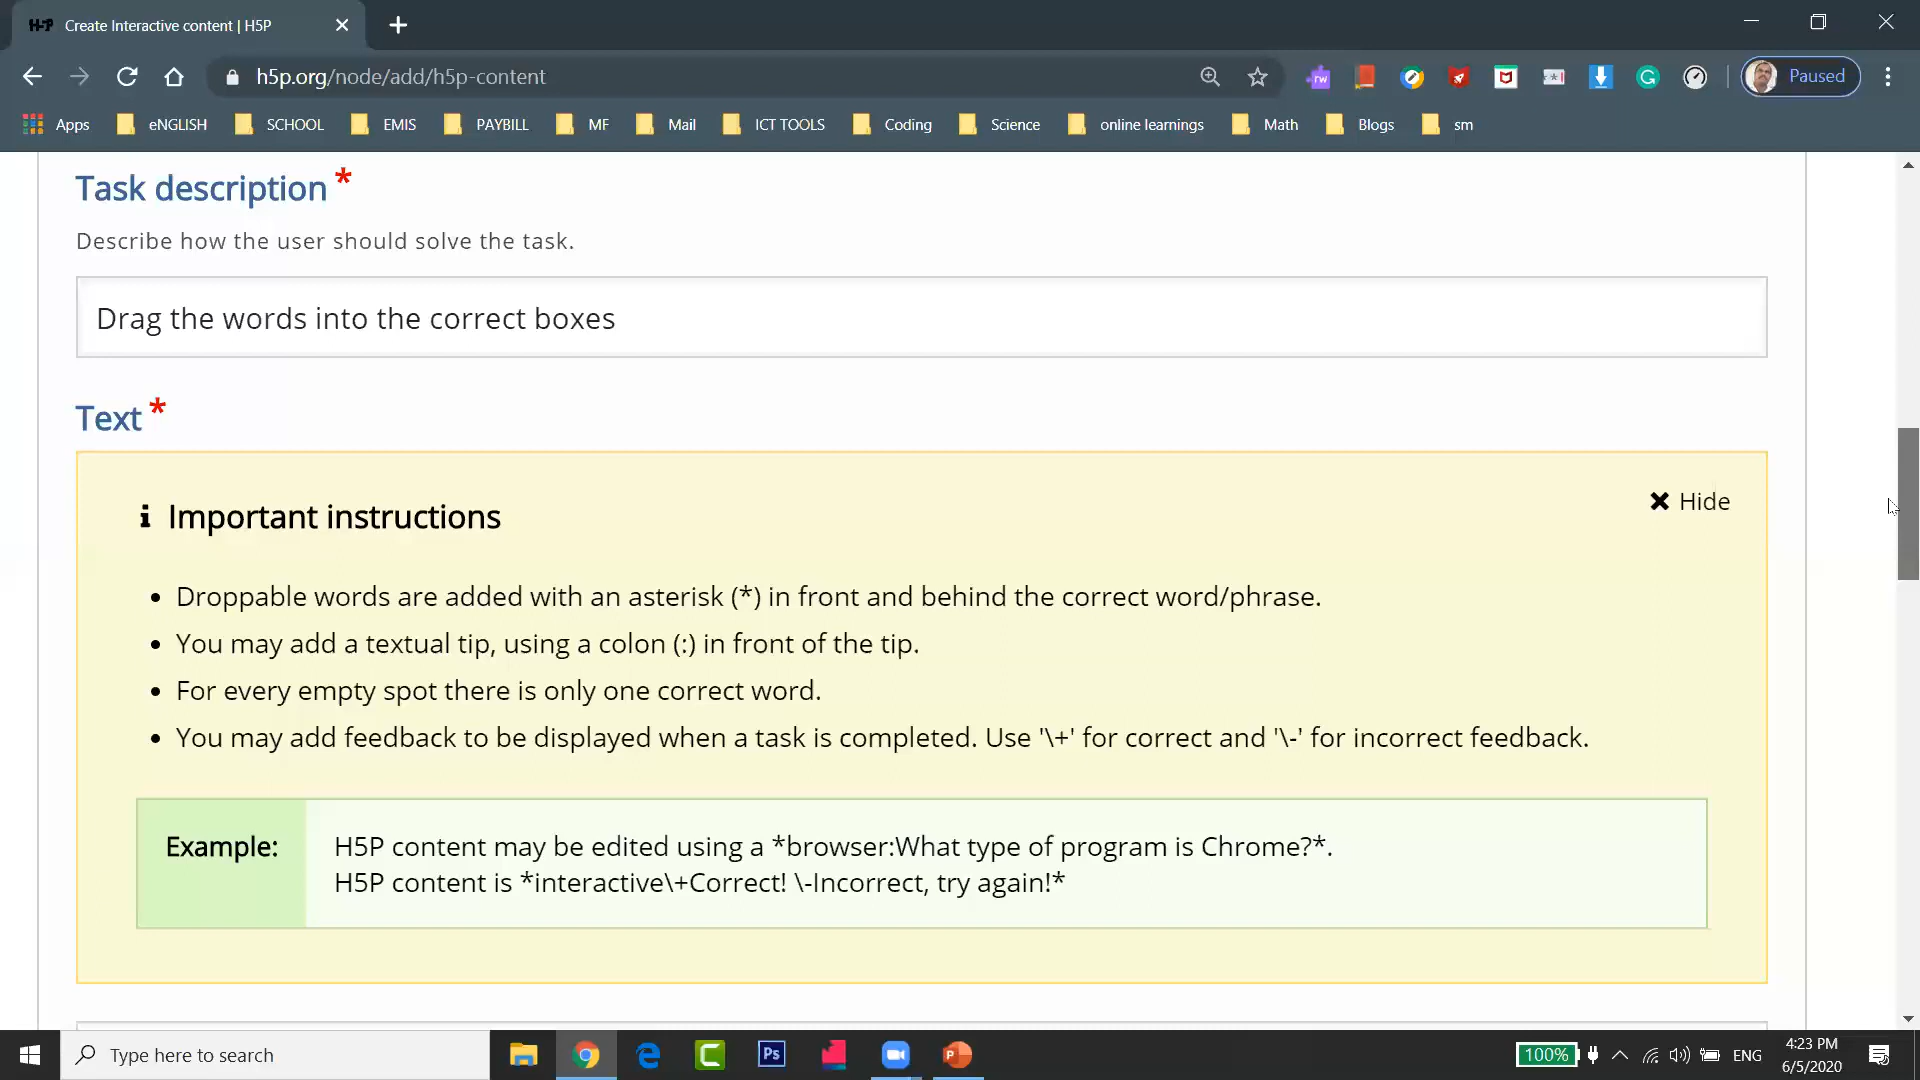 H5P Create Interactive content | H5P
h5p.org/node/add/h5p-content
rw
Paused
Apps eNGLISH SCHOOL EMIS PAYBILL MF Mail ICT TOOLS Coding Science online learnings Math Blogs sm
Task description *
Describe how the user should solve the task.
Drag the words into the correct boxes
Text *
Important instructions
Hide
• Droppable words are added with an asterisk (*) in front and behind the correct word/phrase.
• You may add a textual tip, using a colon (:) in front of the tip.
• For every empty spot there is only one correct word.
• You may add feedback to be displayed when a task is completed. Use '\+' for correct and '\-' for incorrect feedback.
Example:
H5P content may be edited using a *browser:What type of program is Chrome?*.
H5P content is *interactive\+Correct! \-Incorrect, try again!*
Type here to search
Ps
100%
ENG
4:23 PM
6/5/2020